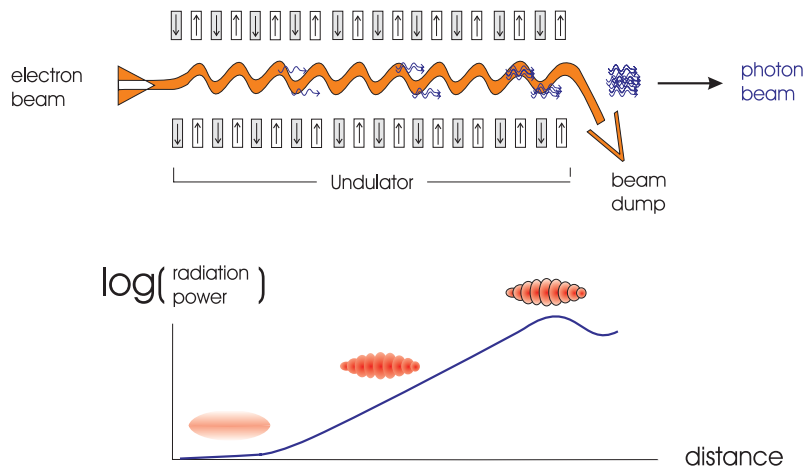 electron
beam
photon
beam
Undulator
beam
dump
log( radiation
power )
distance